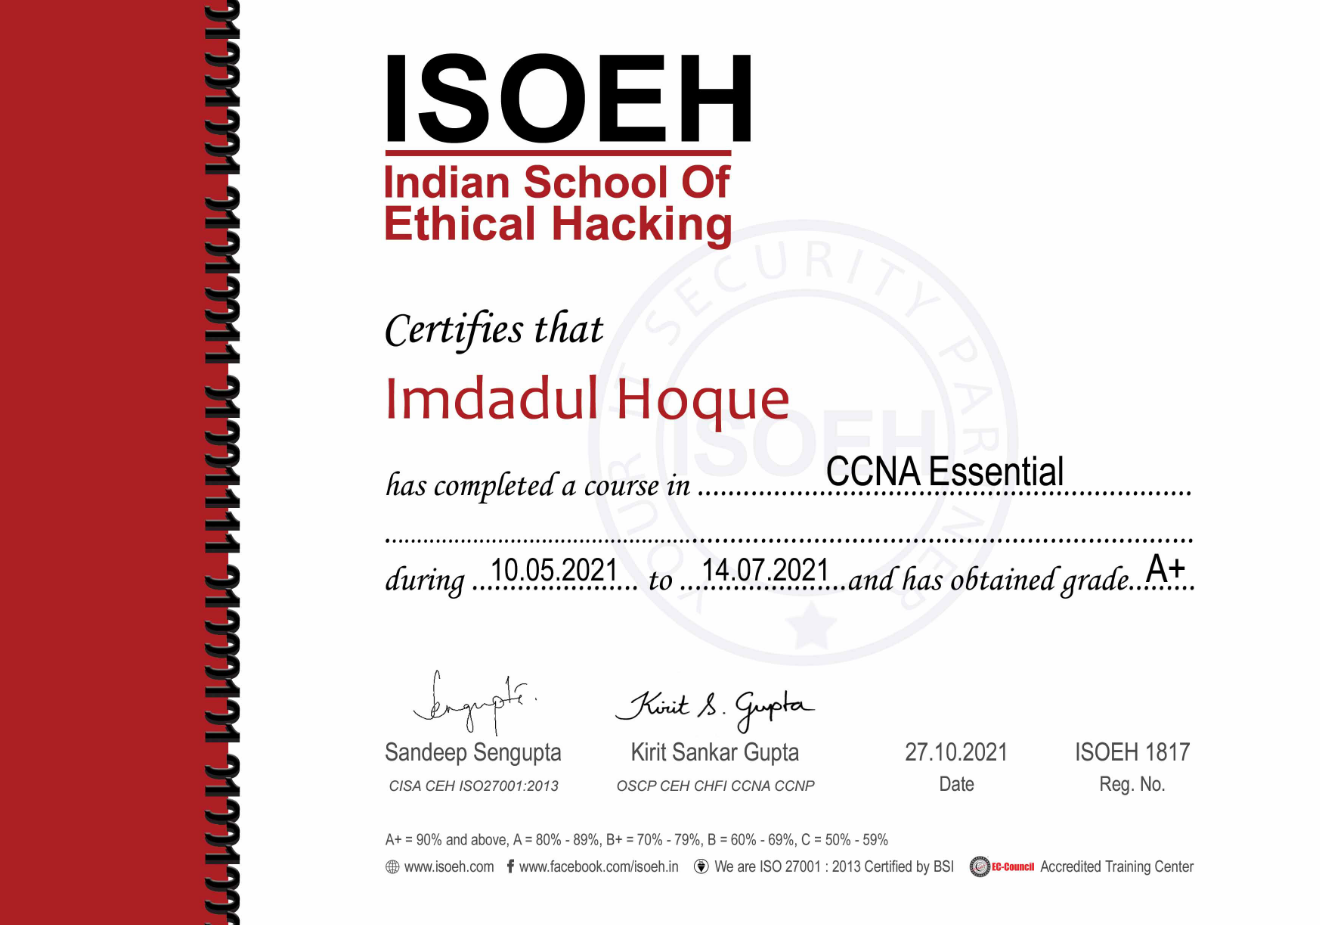 ISOEH
Indian School Of
Ethical Hacking
YOUR IT SECURITY PARTNER
ISOEH
Certifies that
Imdadul Hoque
has completed a course in ........ CCNA Essential ........
during ... 10.05.2021 ... to ... 14.07.2021 ...and has obtained grade... A+ ...
Sengupta.
Kirit S. Gupta
Sandeep Sengupta Kirit Sankar Gupta 27.10.2021 ISOEH 1817
CISA CEH ISO27001:2013 OSCP CEH CHFI CCNA CCNP Date Reg. No.
A+ = 90% and above, A = 80% - 89%, B+ = 70% - 79%, B = 60% - 69%, C = 50% - 59%
www.isoeh.com www.facebook.com/isoeh.in We are ISO 27001 : 2013 Certified by BSI EC-Council Accredited Training Center